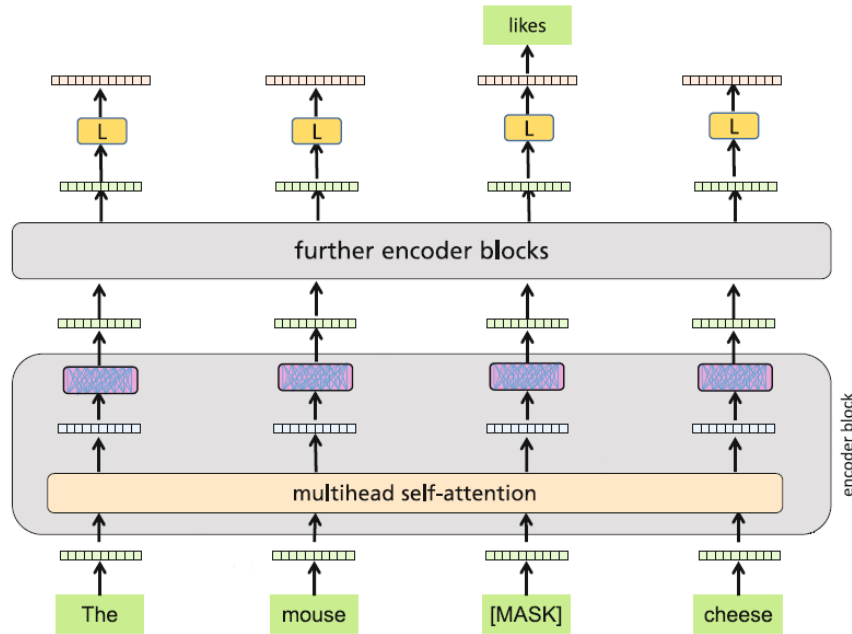 likes
L L L L
further encoder blocks
encoder block
multihead self-attention
The mouse [MASK] cheese